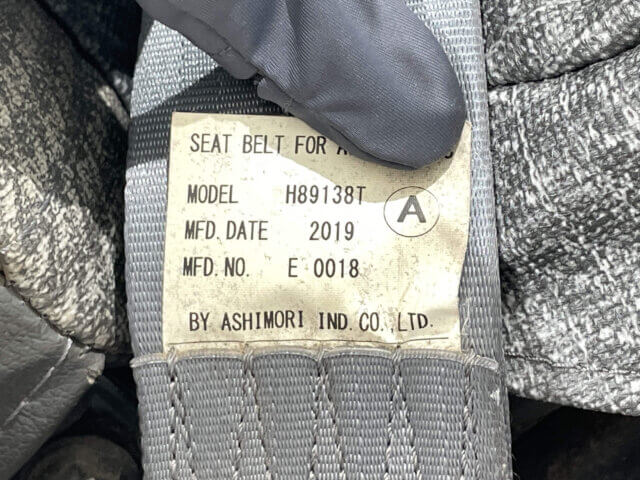 SEAT BELT FOR
MODEL H89138T
A
MFD. DATE 2019
MFD. NO. E 0018
BY ASHIMORI IND. CO., LTD.